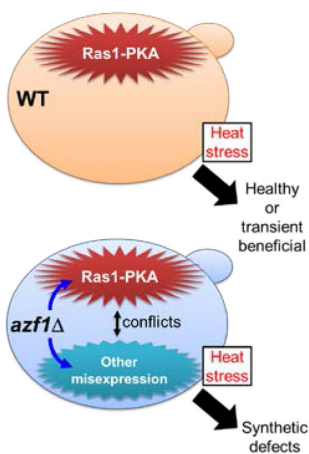 Ras1-PKA
WT
Heat
stress
Healthy
or
transient
beneficial
Ras1-PKA
azf1Δ
conflicts
Other
misexpression
Heat
stress
Synthetic
defects